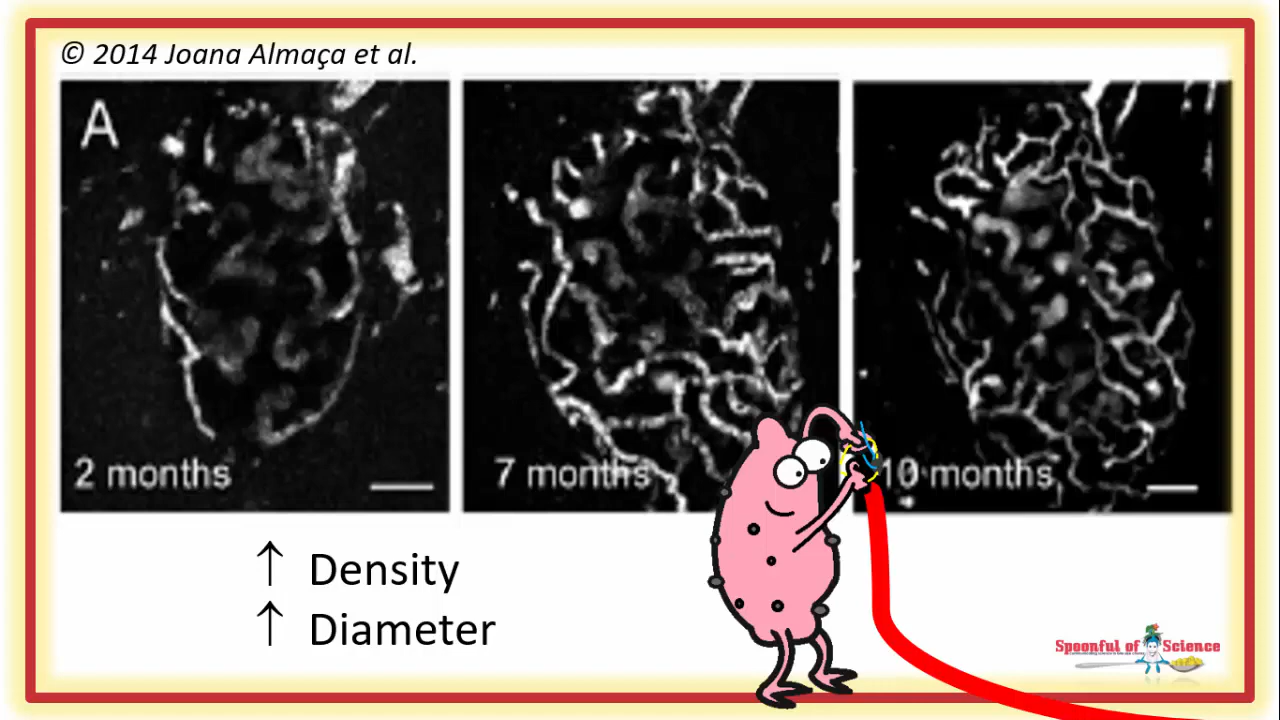 © 2014 Joana Almaça et al.
A
2 months
7 months
10 months
↑ Density
↑ Diameter
Spoonful of Science